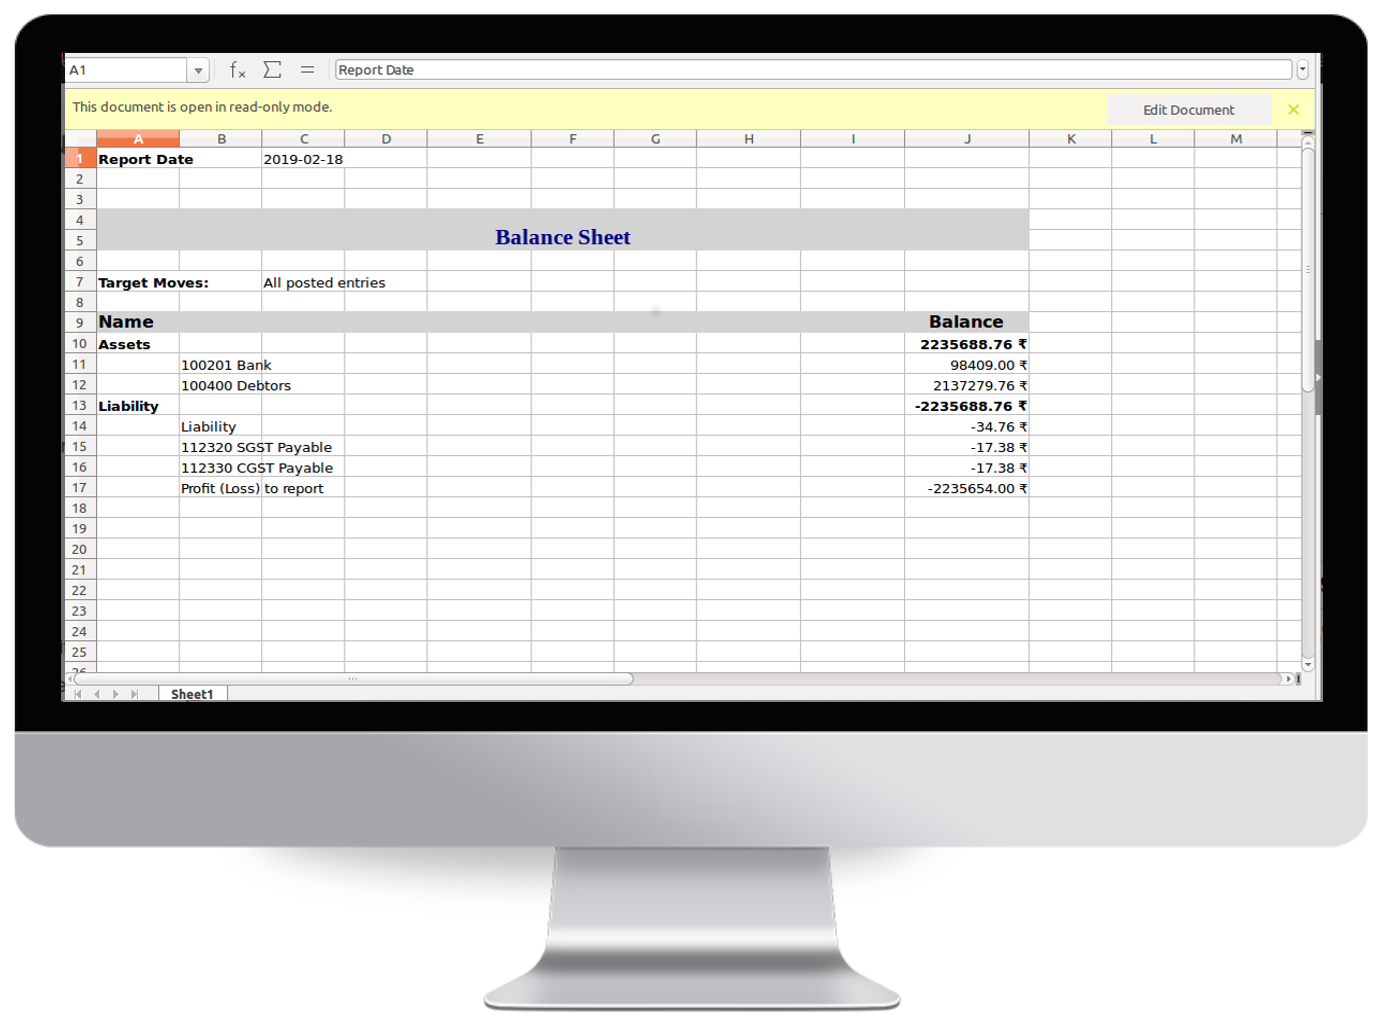 A1 Report Date
This document is open in read-only mode. Edit Document
A B C D E F G H I J K L M
1 Report Date 2019-02-18
2
3
4
5 Balance Sheet
6
7 Target Moves: All posted entries
8
9 Name Balance
10 Assets 2235688.76 ₹
11 100201 Bank 98409.00 ₹
12 100400 Debtors 2137279.76 ₹
13 Liability -2235688.76 ₹
14 Liability -34.76 ₹
15 112320 SGST Payable -17.38 ₹
16 112330 CGST Payable -17.38 ₹
17 Profit (Loss) to report -2235654.00 ₹
18
19
20
21
22
23
24
25
Sheet1